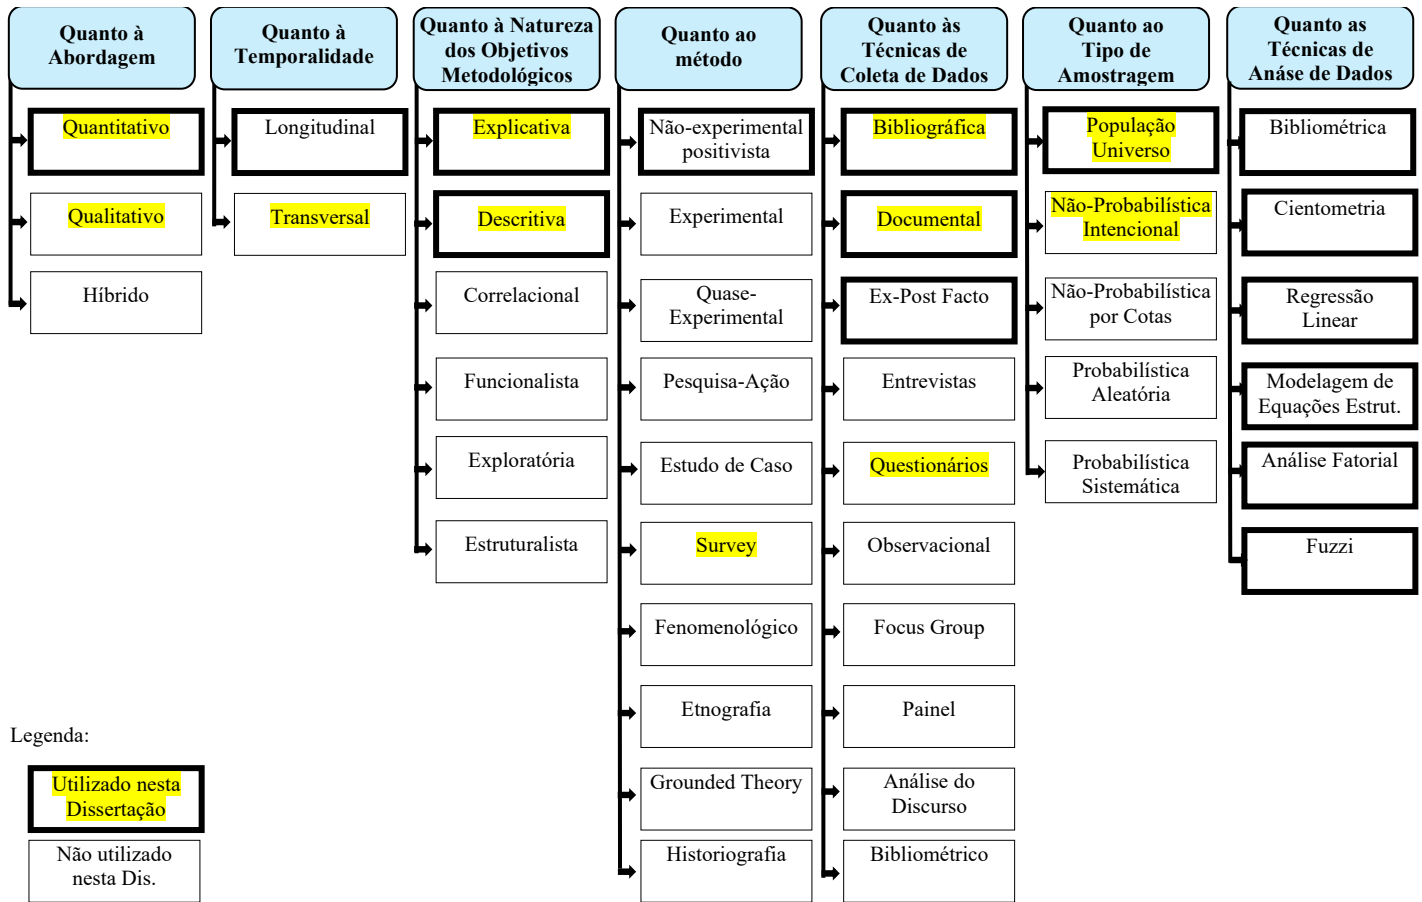 Quanto à
Abordagem
Quantitativo
Qualitativo
Híbrido
Quanto à
Temporalidade
Longitudinal
Transversal
Quanto à Natureza
dos Objetivos
Metodológicos
Explicativa
Descritiva
Correlacional
Funcionalista
Exploratória
Estruturalista
Quanto ao
método
Não-experimental
positivista
Experimental
Quase-
Experimental
Pesquisa-Ação
Estudo de Caso
Survey
Fenomenológico
Etnografia
Grounded Theory
Historiografia
Quanto às
Técnicas de
Coleta de Dados
Bibliográfica
Documental
Ex-Post Facto
Entrevistas
Questionários
Observacional
Focus Group
Painel
Análise do
Discurso
Bibliométrico
Quanto ao
Tipo de
Amostragem
População
Universo
Não-Probabilística
Intencional
Não-Probabilística
por Cotas
Probabilística
Aleatória
Probabilística
Sistemática
Quanto as
Técnicas de
Anáse de Dados
Bibliométrica
Cientometria
Regressão
Linear
Modelagem de
Equações Estrut.
Análise Fatorial
Fuzzi
Legenda:
Utilizado nesta
Dissertação
Não utilizado
nesta Dis.